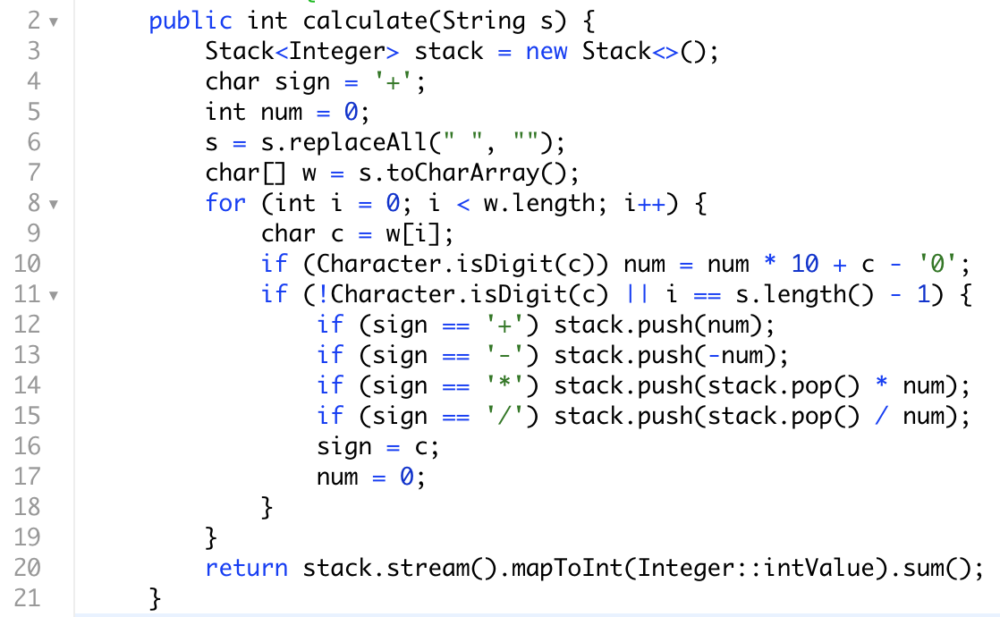 2 ▾ public int calculate(String s) {
3 Stack<Integer> stack = new Stack<>();
4 char sign = '+';
5 int num = 0;
6 s = s.replaceAll(" ", "");
7 char[] w = s.toCharArray();
8 ▾ for (int i = 0; i < w.length; i++) {
9 char c = w[i];
10 if (Character.isDigit(c)) num = num * 10 + c - '0';
11 ▾ if (!Character.isDigit(c) || i == s.length() - 1) {
12 if (sign == '+') stack.push(num);
13 if (sign == '-') stack.push(-num);
14 if (sign == '*') stack.push(stack.pop() * num);
15 if (sign == '/') stack.push(stack.pop() / num);
16 sign = c;
17 num = 0;
18 }
19 }
20 return stack.stream().mapToInt(Integer::intValue).sum();
21 }